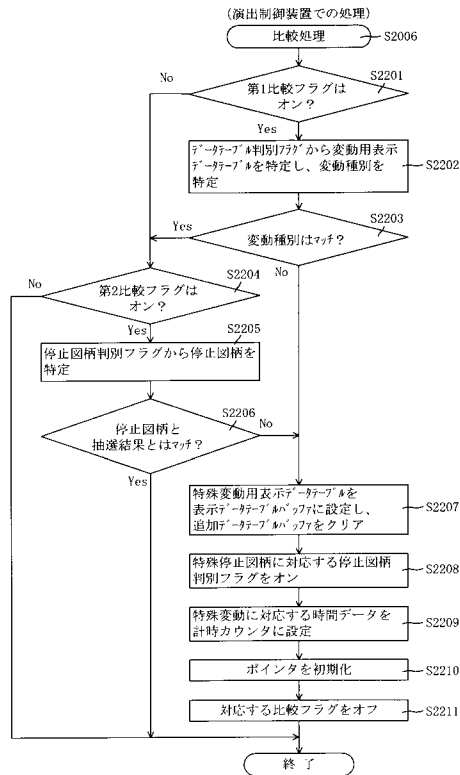 (演出制御装置での処理)
比較処理
S2006
S2201
No
第1比較フラグは
オン?
Yes
データテーブル判別フラグから変動用表示
データテーブルを特定し、変動種別を
特定
S2202
S2203
Yes
変動種別はマッチ?
No
S2204
No
第2比較フラグは
オン?
Yes
S2205
停止図柄判別フラグから停止図柄を
特定
S2206
停止図柄と
抽選結果とはマッチ?
No
Yes
特殊変動用表示データテーブルを
表示データテーブルバッファに設定し、
追加データテーブルバッファをクリア
S2207
特殊停止図柄に対応する停止図柄
判別フラグをオン
S2208
特殊変動に対応する時間データを
計時カウンタに設定
S2209
ポインタを初期化
S2210
対応する比較フラグをオフ
S2211
終了